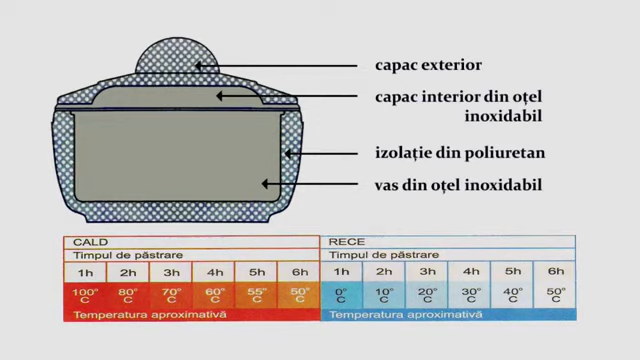 capac exterior
capac interior din oțel
inoxidabil
izolație din poliuretan
vas din oțel inoxidabil
CALD RECE
Timpul de păstrare Timpul de păstrare
1h 2h 3h 4h 5h 6h 1h 2h 3h 4h 5h 6h
100° 80° 70° 60° 55° 50° 0° 10° 20° 30° 40° 50°
C C C C C C C C C C C C
Temperatura aproximativă Temperatura aproximativă